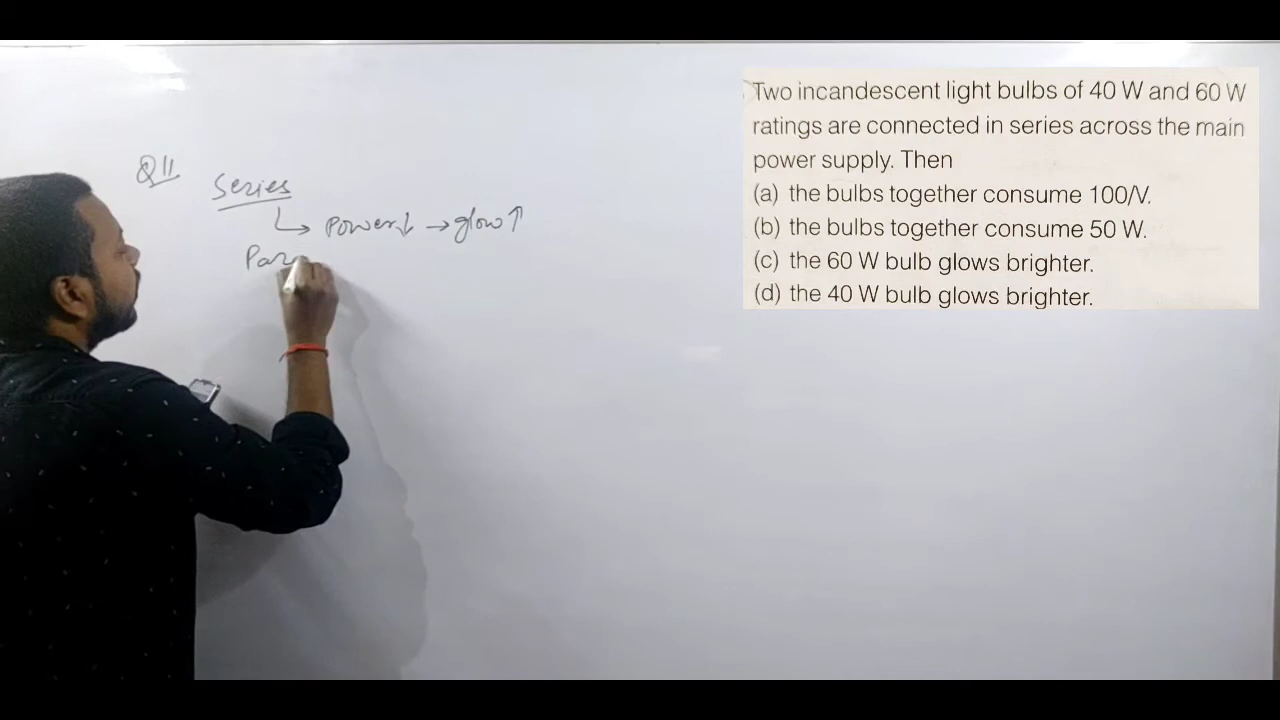 Q11
Series
↳ Power↓ → glow↑
Par
Two incandescent light bulbs of 40 W and 60 W
ratings are connected in series across the main
power supply. Then
(a) the bulbs together consume 100/V.
(b) the bulbs together consume 50 W.
(c) the 60 W bulb glows brighter.
(d) the 40 W bulb glows brighter.